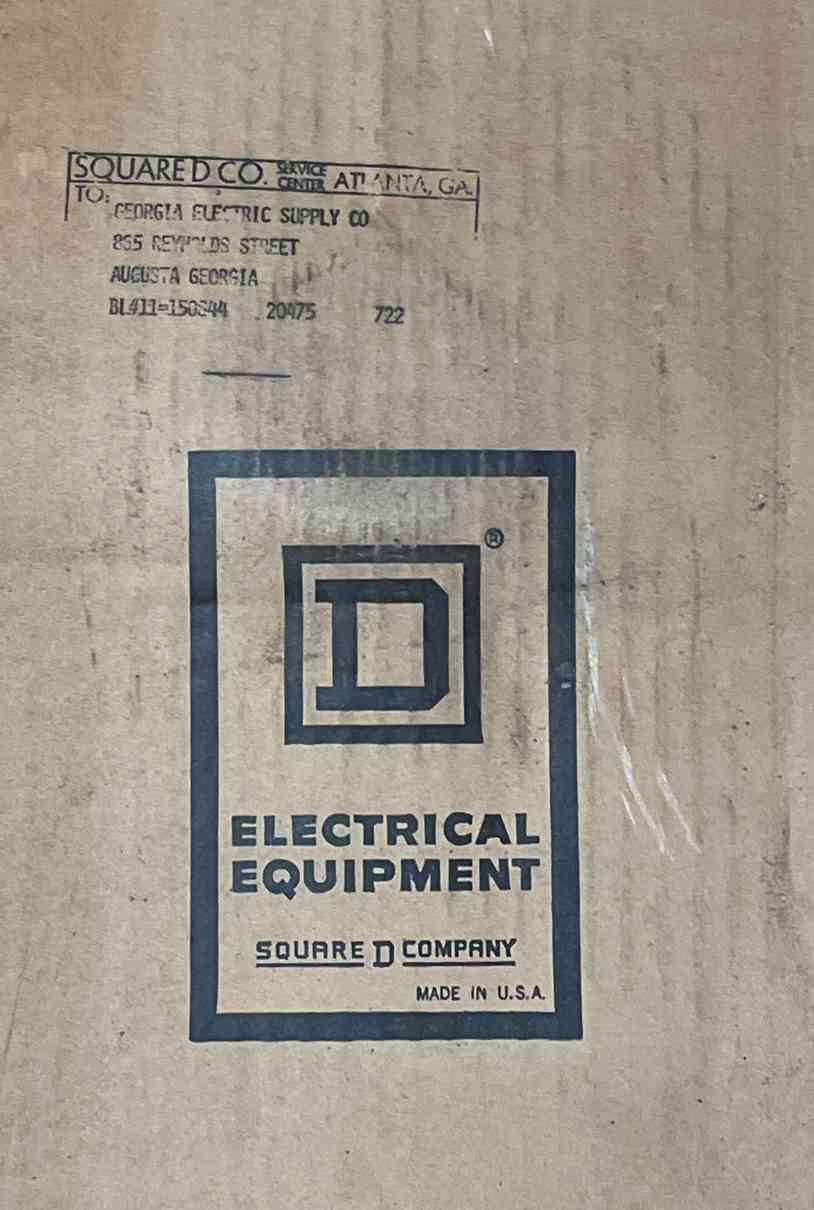 SQUARE D CO. SERVICE CENTER ATLANTA, GA.
TO:
GEORGIA ELECTRIC SUPPLY CO
865 REYNOLDS STREET
AUGUSTA GEORGIA
20475 722
®
D
ELECTRICAL
EQUIPMENT
SQUARE D COMPANY
MADE IN U.S.A.